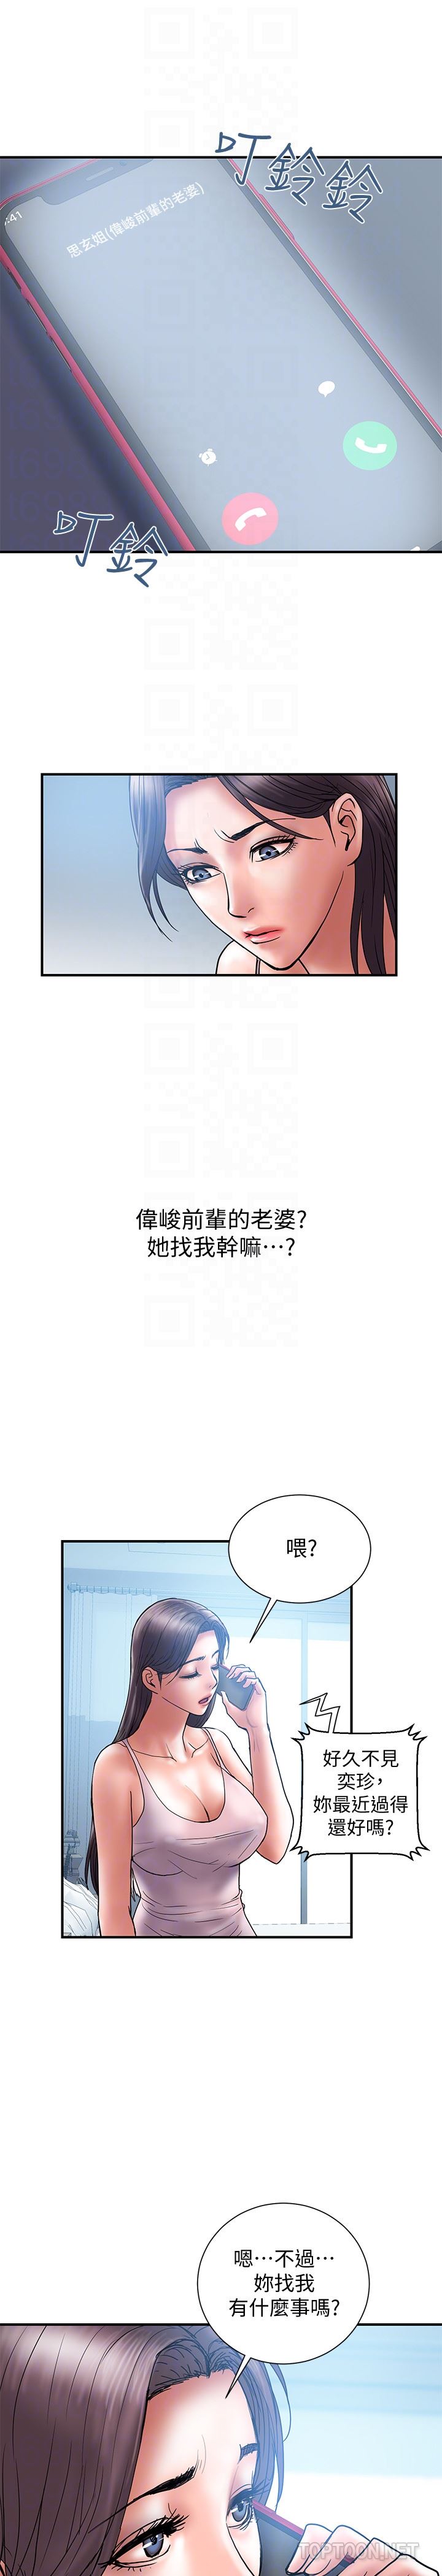 叮鈴鈴
:41
思玄姐(偉峻前輩的老婆)
叮鈴
偉峻前輩的老婆?
她找我幹嘛…?
喂?
好久不見
奕珍，
妳最近過得
還好嗎?
嗯…不過…
妳找我
有什麼事嗎?
TOPTOON.NET